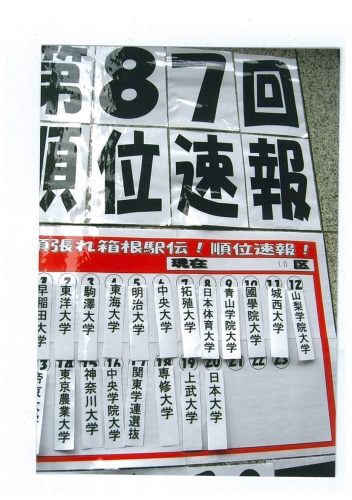 第87回
順位速報
頑張れ箱根駅伝！順位速報！
現在 10区
1 早稲田大学
2 東洋大学
3 駒澤大学
4 東海大学
5 明治大学
6 中央大学
7 拓殖大学
8 日本体育大学
9 青山学院大学
10 國學院大學
11 城西大学
12 山梨学院大学
13 帝京大学
14 東京農業大学
15 神奈川大学
16 中央学院大学
17 関東学連選抜
18 専修大学
19 上武大学
20 日本大学
21
22
23